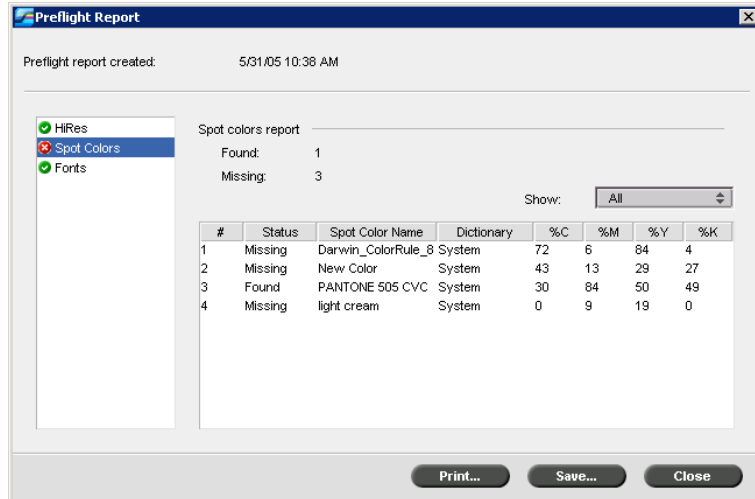 Preflight Report
Preflight report created: 5/31/05 10:38 AM
HiRes
Spot Colors
Fonts
Spot colors report
Found: 1
Missing: 3
Show: All
# Status Spot Color Name Dictionary %C %M %Y %K
1 Missing Darwin_ColorRule_8 System 72 6 84 4
2 Missing New Color System 43 13 29 27
3 Found PANTONE 505 CVC System 30 84 50 49
4 Missing light cream System 0 9 19 0
Print... Save... Close